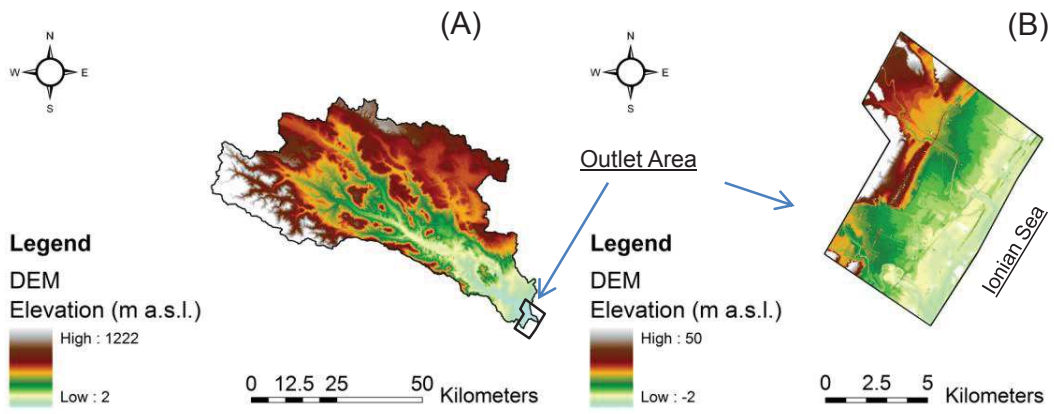 (A)
N
W E
S
Legend
DEM
Elevation (m a.s.l.)
High : 1222
Low : 2
0 12.5 25 50
Kilometers
Outlet Area
(B)
N
W E
S
Legend
DEM
Elevation (m a.s.l.)
High : 50
Low : -2
Ionian Sea
0 2.5 5
Kilometers